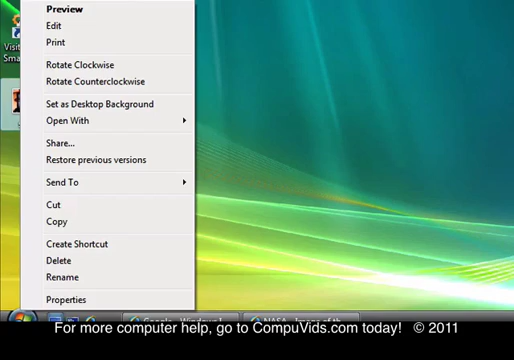 Preview
Edit
Print
Rotate Clockwise
Rotate Counterclockwise
Set as Desktop Background
Open With
Share...
Restore previous versions
Send To
Cut
Copy
Create Shortcut
Delete
Rename
Properties
For more computer help, go to CompuVids.com today! © 2011